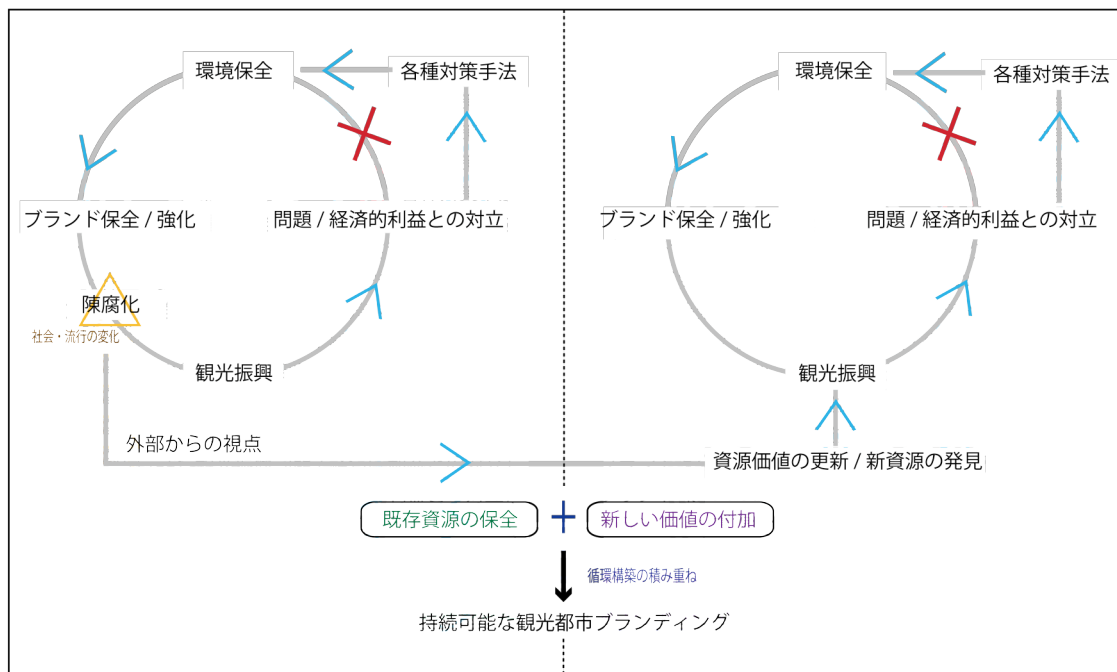 環境保全
各種対策手法
ブランド保全 / 強化
問題 / 経済的利益との対立
陳腐化
社会・流行の変化
観光振興
外部からの視点
環境保全
各種対策手法
ブランド保全 / 強化
問題 / 経済的利益との対立
観光振興
資源価値の更新 / 新資源の発見
既存資源の保全
+
新しい価値の付加
循環構築の積み重ね
持続可能な観光都市ブランディング